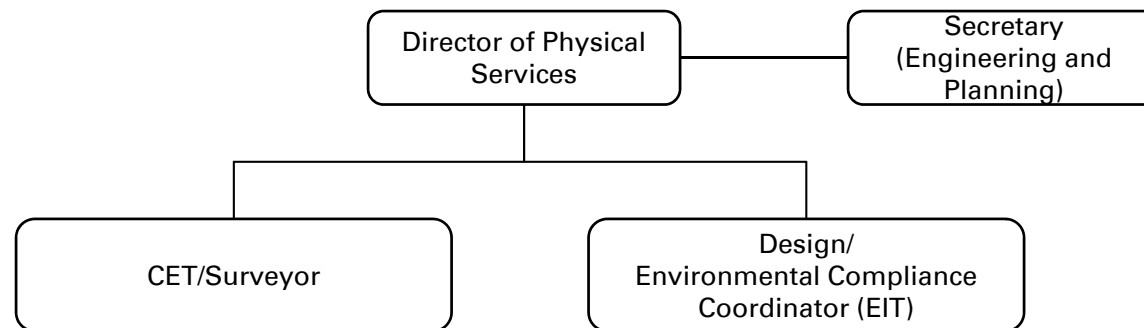 Director of Physical
Services
Secretary
(Engineering and
Planning)
CET/Surveyor
Design/
Environmental Compliance
Coordinator (EIT)